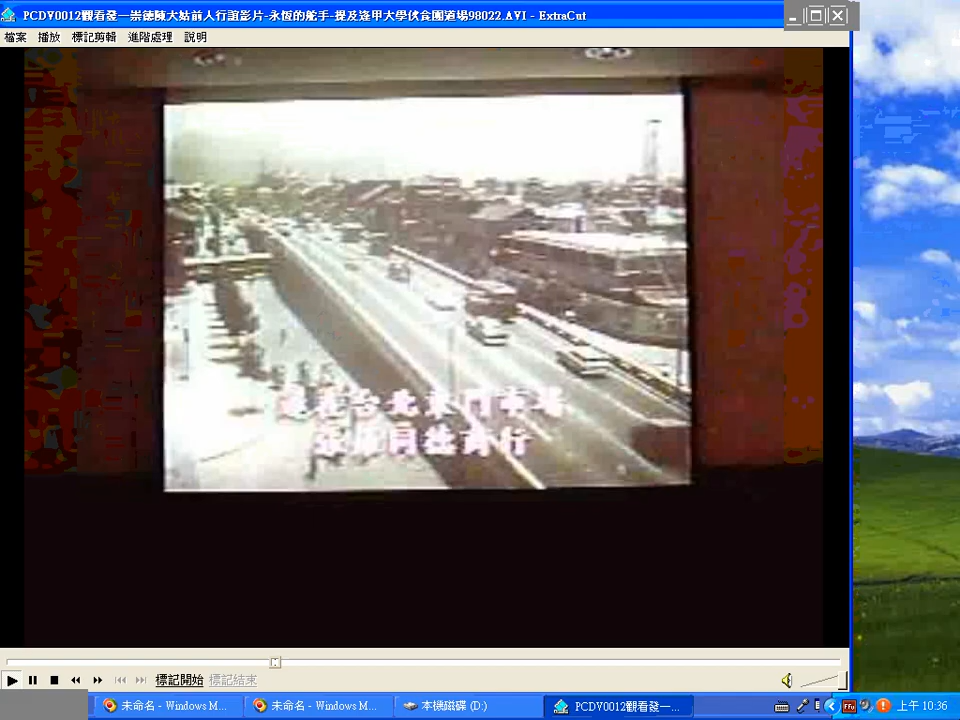 PCDV0012觀看發一崇德陳大姑前人行誼影片-永恆的舵手-提及逢甲大學伙食團道場98022.AVI - ExtraCut
檔案 播放 標記剪輯 進階處理 說明
台北東門市場
同益商行
標記開始 標記結束
未命名 - Windows M... 未命名 - Windows M... 本機磁碟 (D:) PCDV0012觀看發一... 上午 10:36